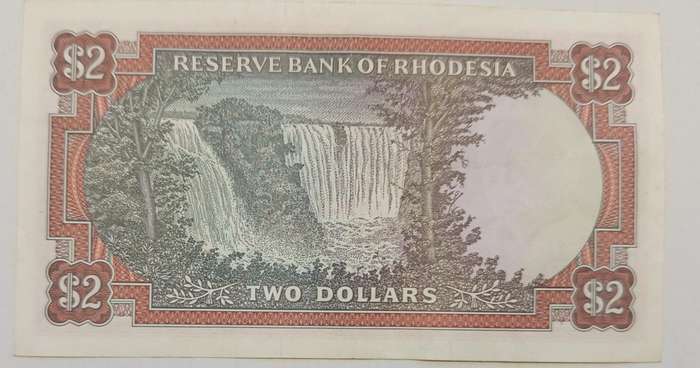 $2 RESERVE BANK OF RHODESIA $2
$2 TWO DOLLARS $2